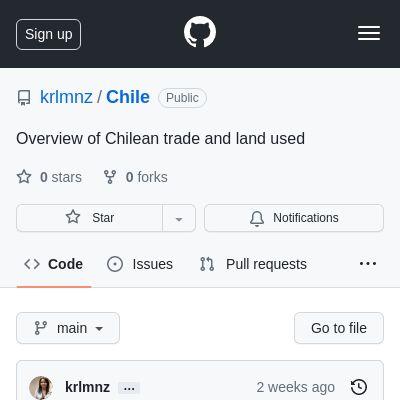 Sign up
krlmnz / Chile Public
Overview of Chilean trade and land used
0 stars 0 forks
Star Notifications
Code Issues Pull requests ...
main Go to file
krlmnz ... 2 weeks ago